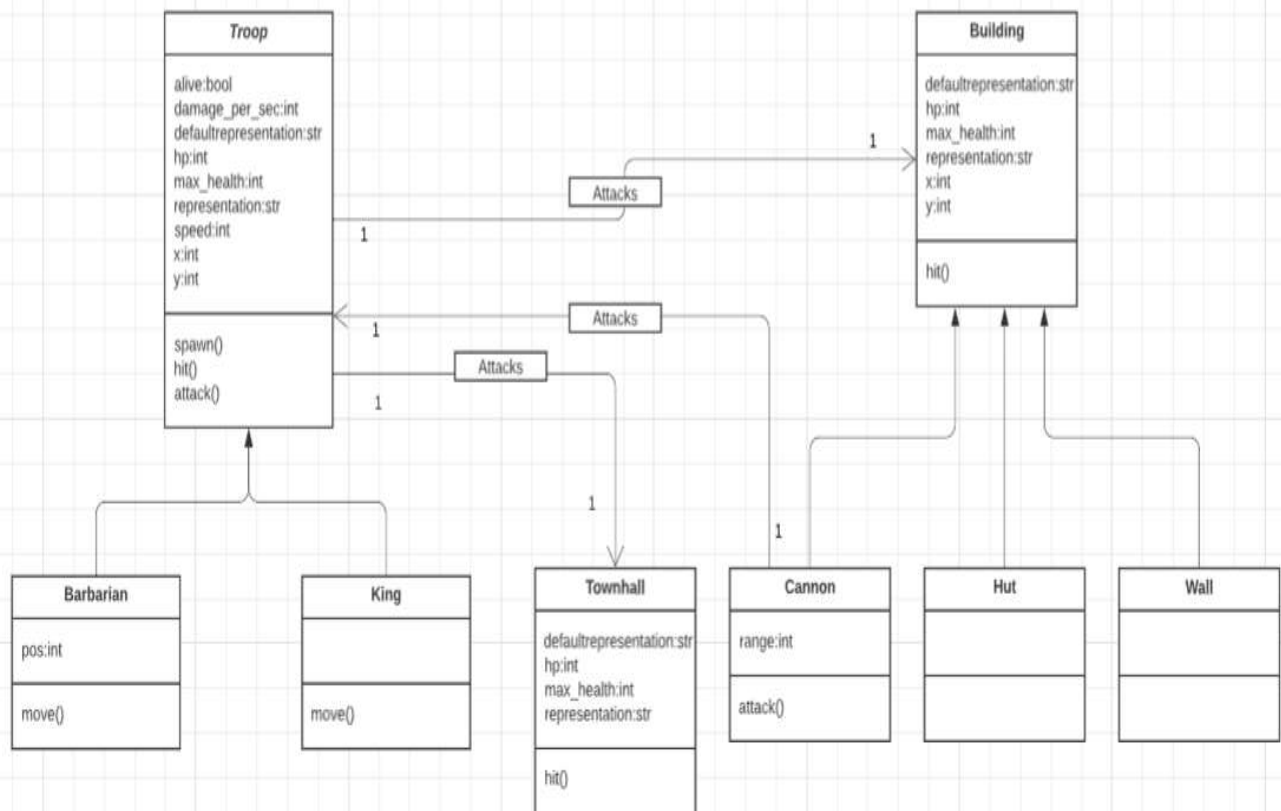 Troop
alive:bool
damage_per_sec:int
defaultrepresentation:str
hp:int
max_health:int
representation:str
speed:int
x:int
y:int
spawn()
hit()
attack()
Building
defaultrepresentation:str
hp:int
max_health:int
representation:str
x:int
y:int
hit()
1
Attacks
1
Attacks
1
Attacks
1
1
1
Barbarian
pos:int
move()
King
move()
Townhall
defaultrepresentation:str
hp:int
max_health:int
representation:str
hit()
Cannon
range:int
attack()
Hut
Wall